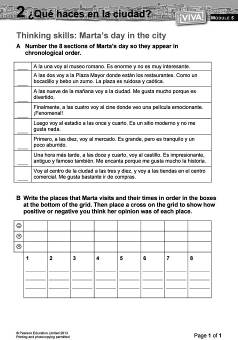 2 ¿Qué haces en la ciudad?
¡VIVA!
MODULE 5
Thinking skills: Marta's day in the city
A Number the 8 sections of Marta's day so they appear in
chronological order.
A la una voy al museo romano. Es enorme y no es muy interesante.
A las dos voy a la Plaza Mayor donde están los restaurantes. Como un
bocadillo y bebo un zumo. La plaza es ruidosa y caótica.
A las nueve de la mañana voy a la ciudad. Me gusta mucho porque es
divertido.
Finalmente, a las cuatro voy al cine donde veo una película emocionante.
¡Fenomenal!
Luego voy al estadio a las once y cuarto. Es un sitio moderno y no me
gusta nada.
Primero, a las diez, voy al mercado. Es grande, pero es tranquilo y un
poco aburrido.
Una hora más tarde, a las doce y cuarto, voy al castillo. Es impresionante,
antiguo y famoso también. Me encanta porque me gusta mucho la historia.
Voy al centro de la ciudad a las tres y diez, y voy a las tiendas en el centro
comercial. Me gusta bastante ir de compras.
B Write the places that Marta visits and their times in order in the boxes
at the bottom of the grid. Then place a cross on the grid to show how
positive or negative you think her opinion was of each place.
1 2 3 4 5 6 7 8
© Pearson Education Limited 2013
Printing and photocopying permitted
Page 1 of 1